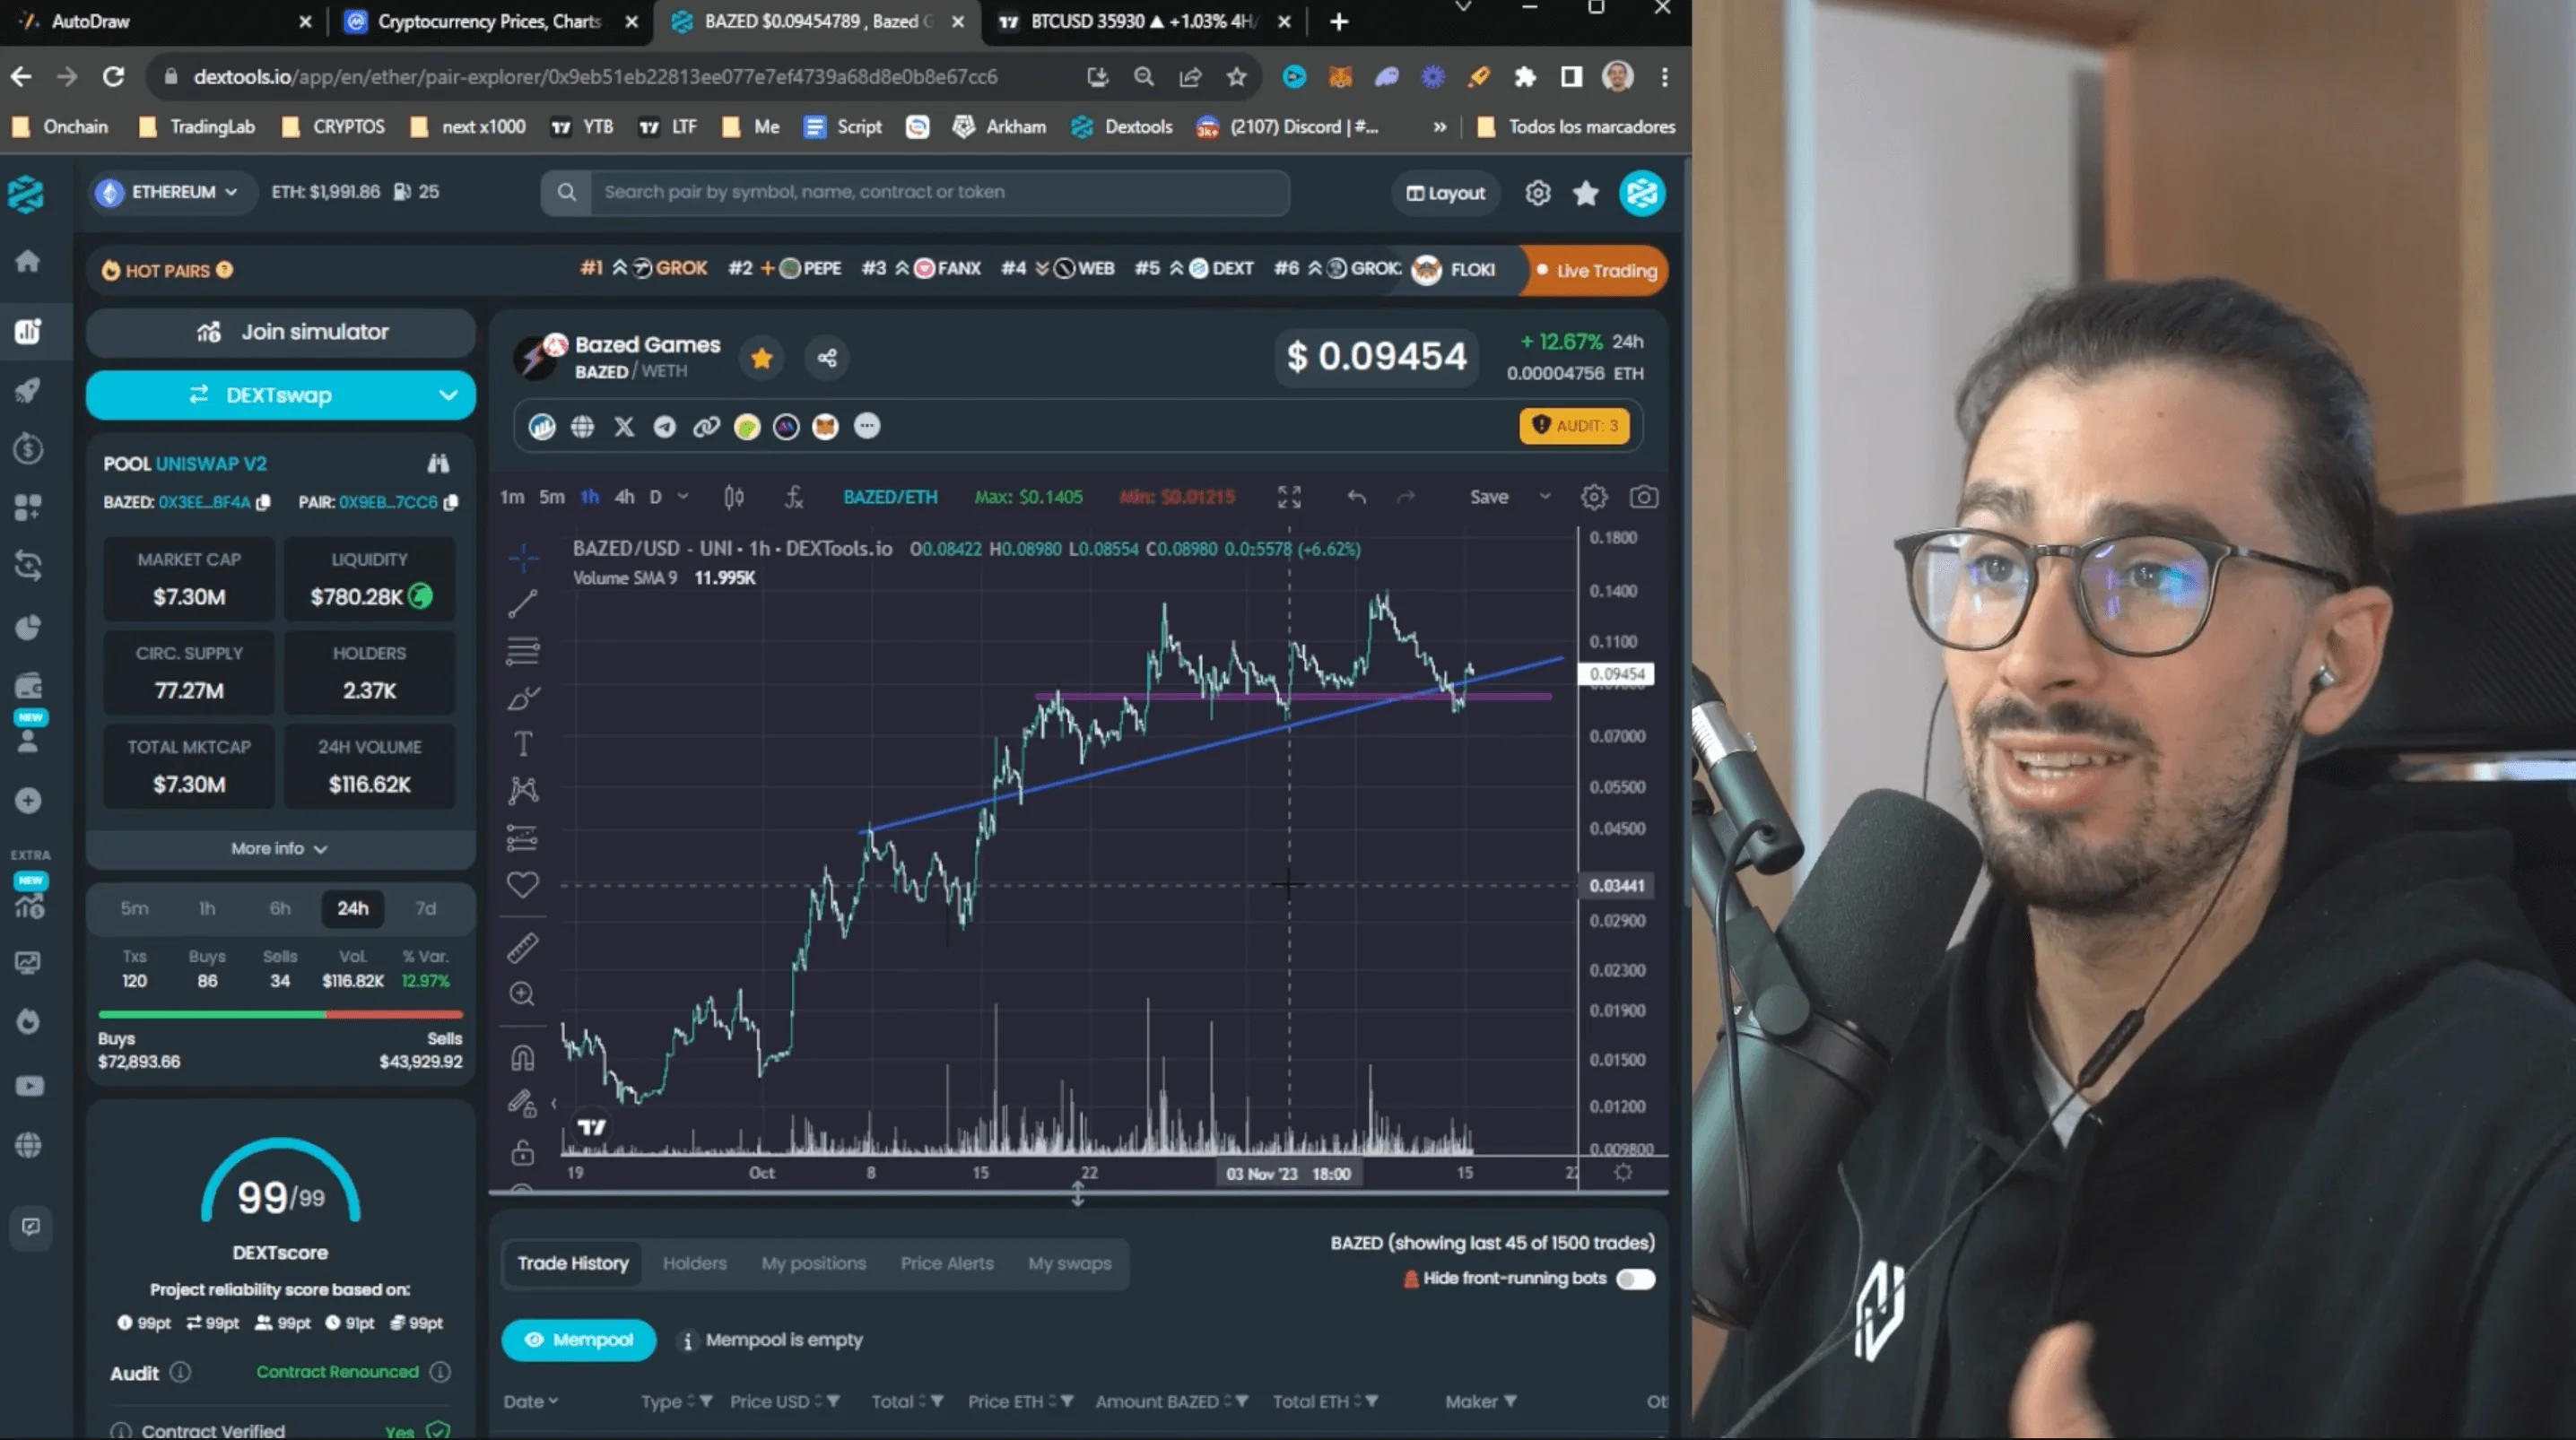 AutoDraw
Cryptocurrency Prices, Charts
BAZED $0.09454789 , Bazed G
BTCUSD 35930 ▲ +1.03% 4H
dextools.io/app/en/ether/pair-explorer/0x9eb51eb22813ee077e7ef4739a68d8e0b8e67cc6
Onchain TradingLab CRYPTOS next x1000 YTB LTF Me Script Arkham Dextools (2107) Discord | #... » Todos los marcadores
ETHEREUM ETH: $1,991.86 25
Search pair by symbol, name, contract or token
Layout
HOT PAIRS
#1 GROK #2 PEPE #3 FANX #4 WEB #5 DEXT #6 GROK FLOKI
Live Trading
Join simulator
DEXTswap
Bazed Games
BAZED / WETH
$ 0.09454
+ 12.67% 24h
0.00004756 ETH
AUDIT: 3
POOL UNISWAP V2
BAZED: 0X3EE...8F4A PAIR: 0X9EB...7CC6
MARKET CAP
$7.30M
LIQUIDITY
$780.28K
CIRC. SUPPLY
77.27M
HOLDERS
2.37K
TOTAL MKTCAP
$7.30M
24H VOLUME
$116.62K
More info
NEW
EXTRA
NEW
5m 1h 6h 24h 7d
Txs Buys Sells Vol. % Var.
120 86 34 $116.82K 12.97%
Buys Sells
$72,893.66 $43,929.92
99/99
DEXTscore
Project reliability score based on:
99pt 99pt 99pt 91pt 99pt
Audit Contract Renounced
Contract Verified Yes
1m 5m 1h 4h D BAZED/ETH Max: $0.1405 Min: $0.01215 Save
BAZED/USD - UNI • 1h • DEXTools.io O0.08422 H0.08980 L0.08554 C0.08980 (+6.62%)
Volume SMA 9 11.995K
0.1800
0.1400
0.1100
0.09454
0.07000
0.05500
0.04500
0.03441
0.02900
0.02300
0.01900
0.01500
0.01200
0.009800
19 Oct 8 15 22 03 Nov '23 18:00 15 22
Trade History Holders My positions Price Alerts My swaps
BAZED (showing last 45 of 1500 trades)
Hide front-running bots
Mempool
Mempool is empty
Date Type Price USD Total Price ETH Amount BAZED Total ETH Maker Ot